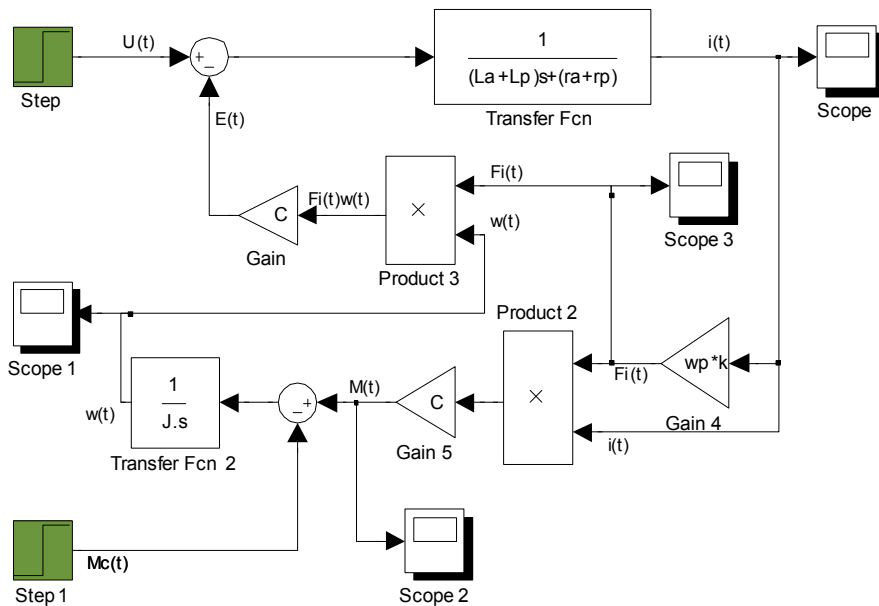 U(t)
+
–
Step
1
(La+Lp)s+(ra+rp)
Transfer Fcn
i(t)
Scope
E(t)
C
Gain
Fi(t)w(t)
×
Product 3
Fi(t)
w(t)
Scope 3
Scope 1
Product 2
×
Fi(t)
wp*k
Gain 4
i(t)
w(t)
1
J.s
Transfer Fcn 2
–
+
M(t)
C
Gain 5
Mc(t)
Step 1
Scope 2